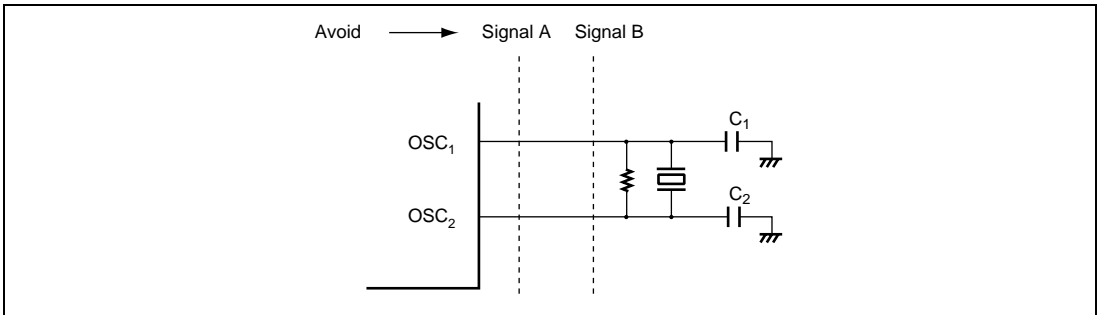 Avoid Signal A Signal B
C₁
OSC₁
C₂
OSC₂